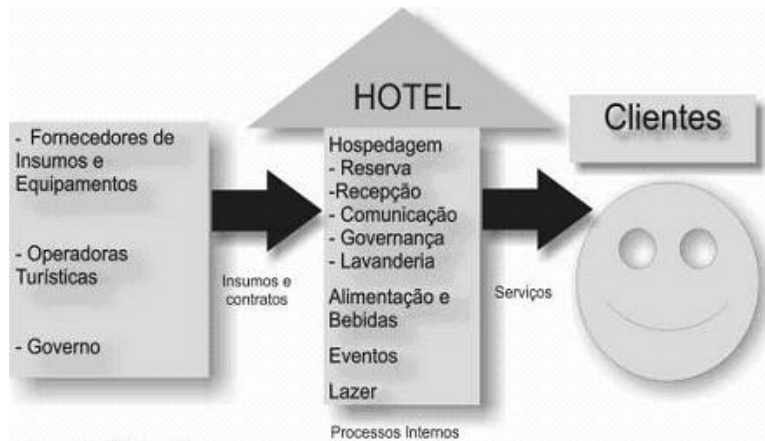 - Fornecedores de
Insumos e
Equipamentos
- Operadoras
Turísticas
- Governo
Insumos e
contratos
HOTEL
Hospedagem
- Reserva
-Recepção
- Comunicação
- Governança
- Lavanderia
Alimentação e
Bebidas
Eventos
Lazer
Processos Internos
Serviços
Clientes